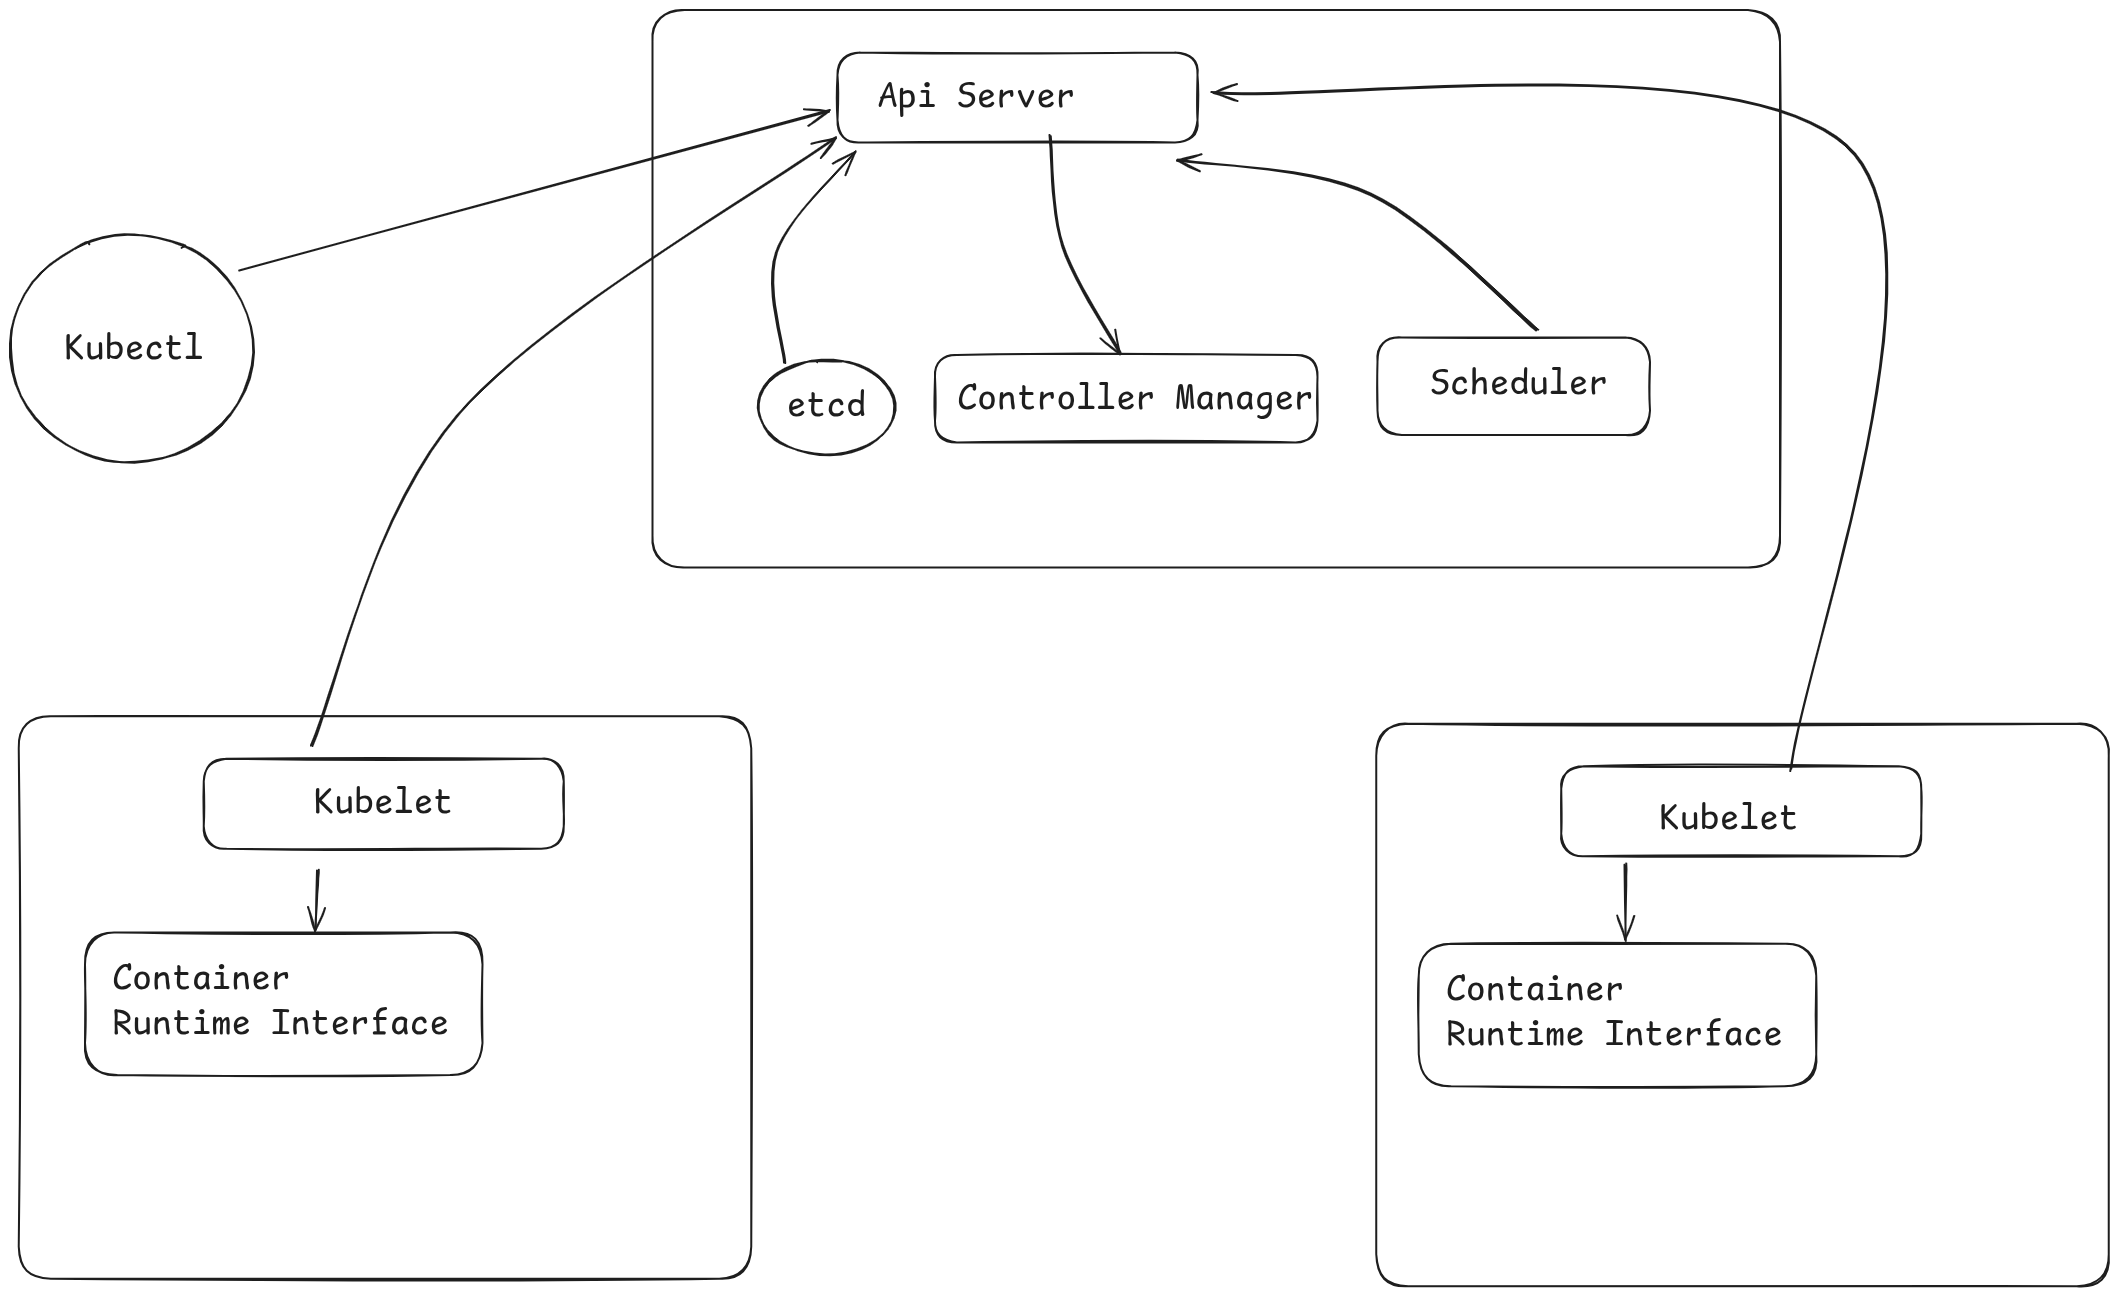 Api Server
Kubectl
etcd
Controller Manager
Scheduler
Kubelet
Container
Runtime Interface
Kubelet
Container
Runtime Interface